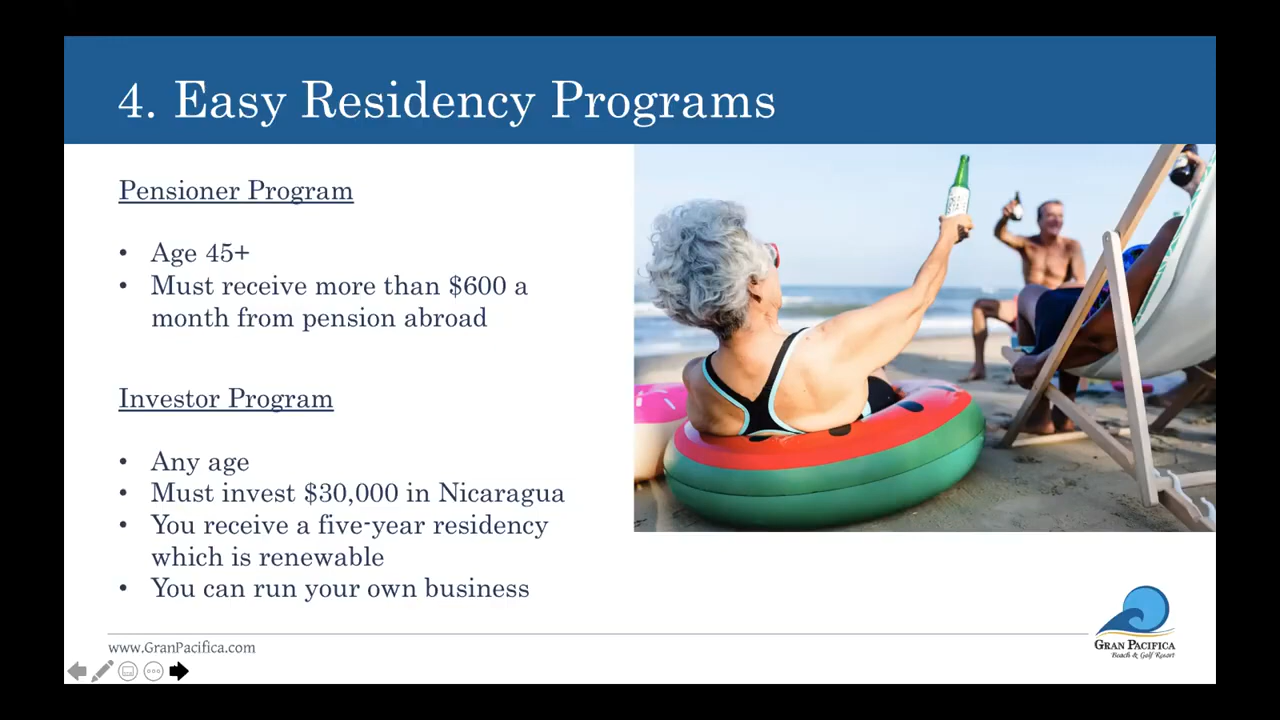 4. Easy Residency Programs
Pensioner Program
• Age 45+
• Must receive more than $600 a
month from pension abroad
Investor Program
• Any age
• Must invest $30,000 in Nicaragua
• You receive a five-year residency
which is renewable
• You can run your own business
www.GranPacifica.com
GRAN PACIFICA
Beach & Golf Resort